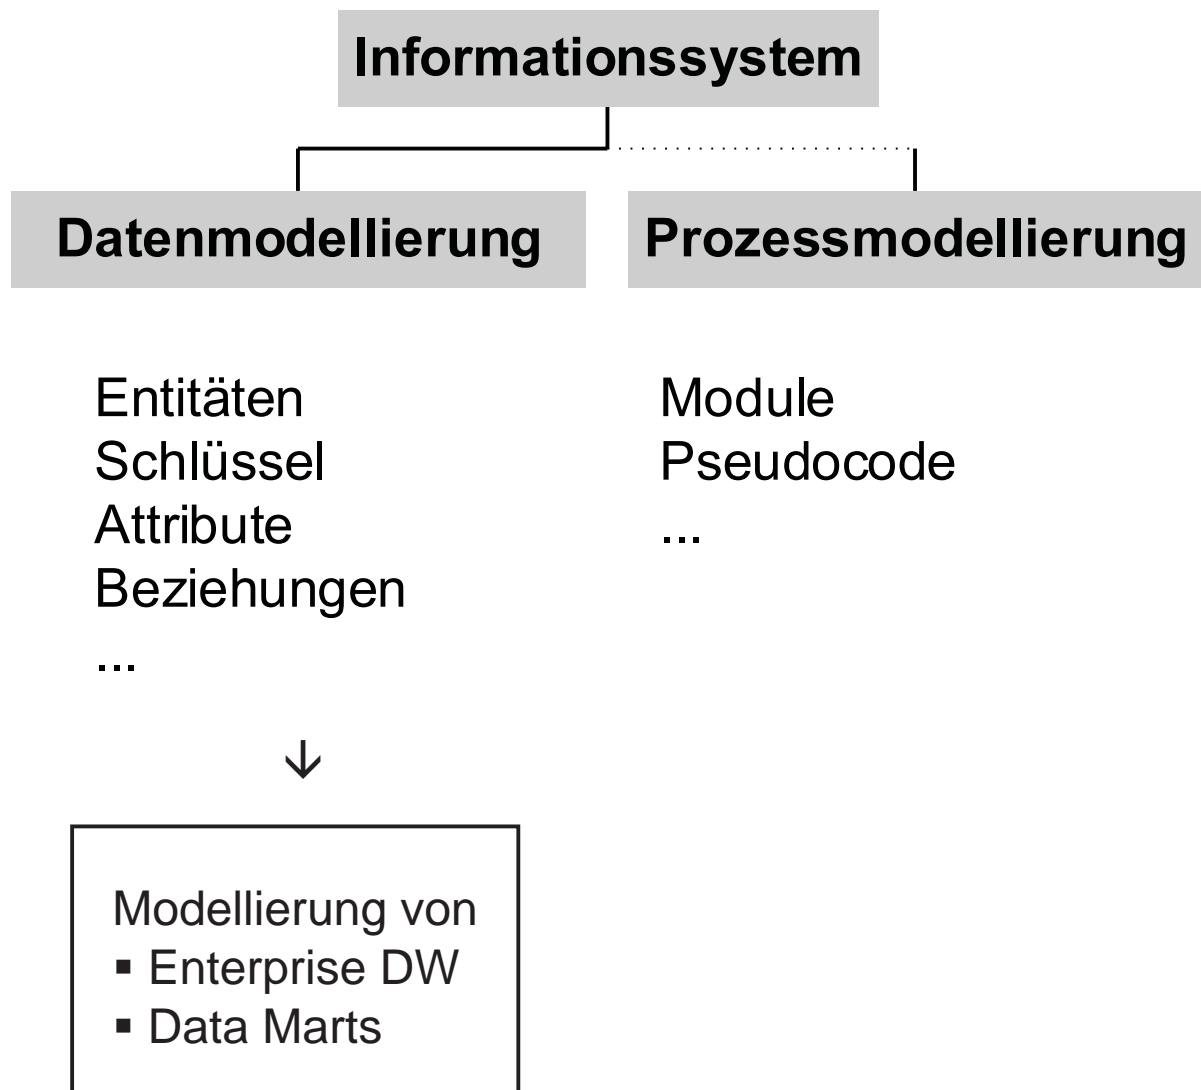 Informationssystem
Datenmodellierung
Prozessmodellierung
Entitäten
Schlüssel
Attribute
Beziehungen
...
Module
Pseudocode
...
Modellierung von
▪ Enterprise DW
▪ Data Marts